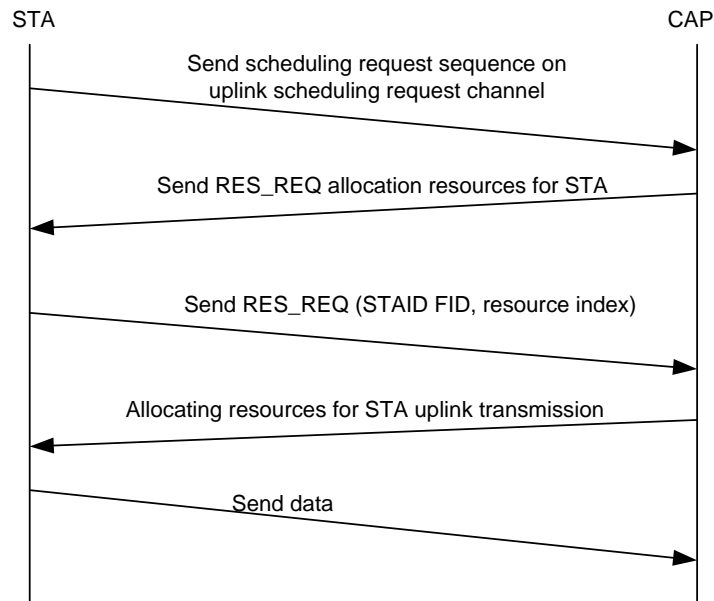 STA
CAP
Send scheduling request sequence on
uplink scheduling request channel
Send RES_REQ allocation resources for STA
Send RES_REQ (STAID FID, resource index)
Allocating resources for STA uplink transmission
Send data